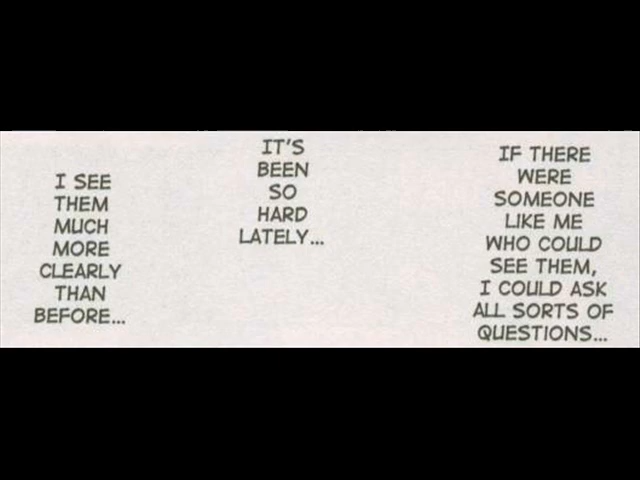 I SEE
THEM
MUCH
MORE
CLEARLY
THAN
BEFORE...
IT'S
BEEN
SO
HARD
LATELY...
IF THERE
WERE
SOMEONE
LIKE ME
WHO COULD
SEE THEM,
I COULD ASK
ALL SORTS OF
QUESTIONS...